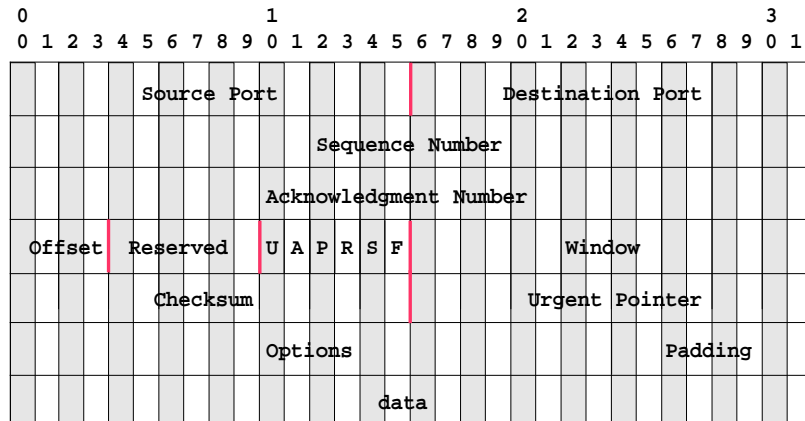 0 1 2 3
0 1 2 3 4 5 6 7 8 9 0 1 2 3 4 5 6 7 8 9 0 1 2 3 4 5 6 7 8 9 0 1
Source Port Destination Port
Sequence Number
Acknowledgment Number
Offset Reserved U A P R S F Window
Checksum Urgent Pointer
Options Padding
data